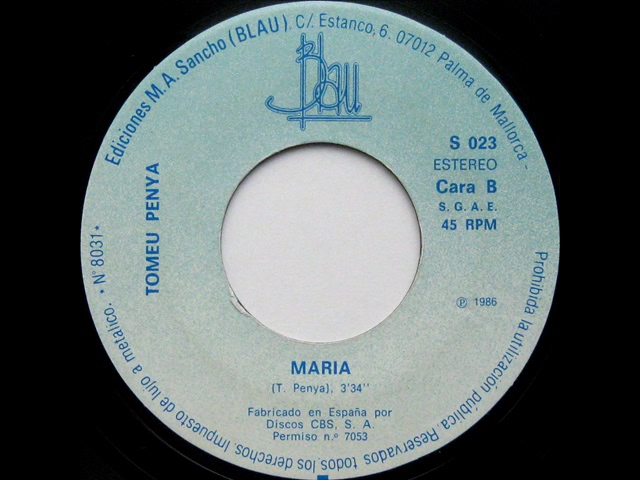 Ediciones M. A. Sancho (BLAU). C/. Estanco, 6. 07012 Palma de Mallorca -
Blau.
S 023
ESTEREO
Cara B
S. G. A. E.
45 RPM
TOMEU PENYA
℗ 1986
MARIA
(T. Penya), 3'34''
Fabricado en España por
Discos CBS, S. A.
Permiso n.º 7053
Prohibida la utilización pública. Reservados todos los derechos. Impuesto de lujo a metalico. * N° 8031*